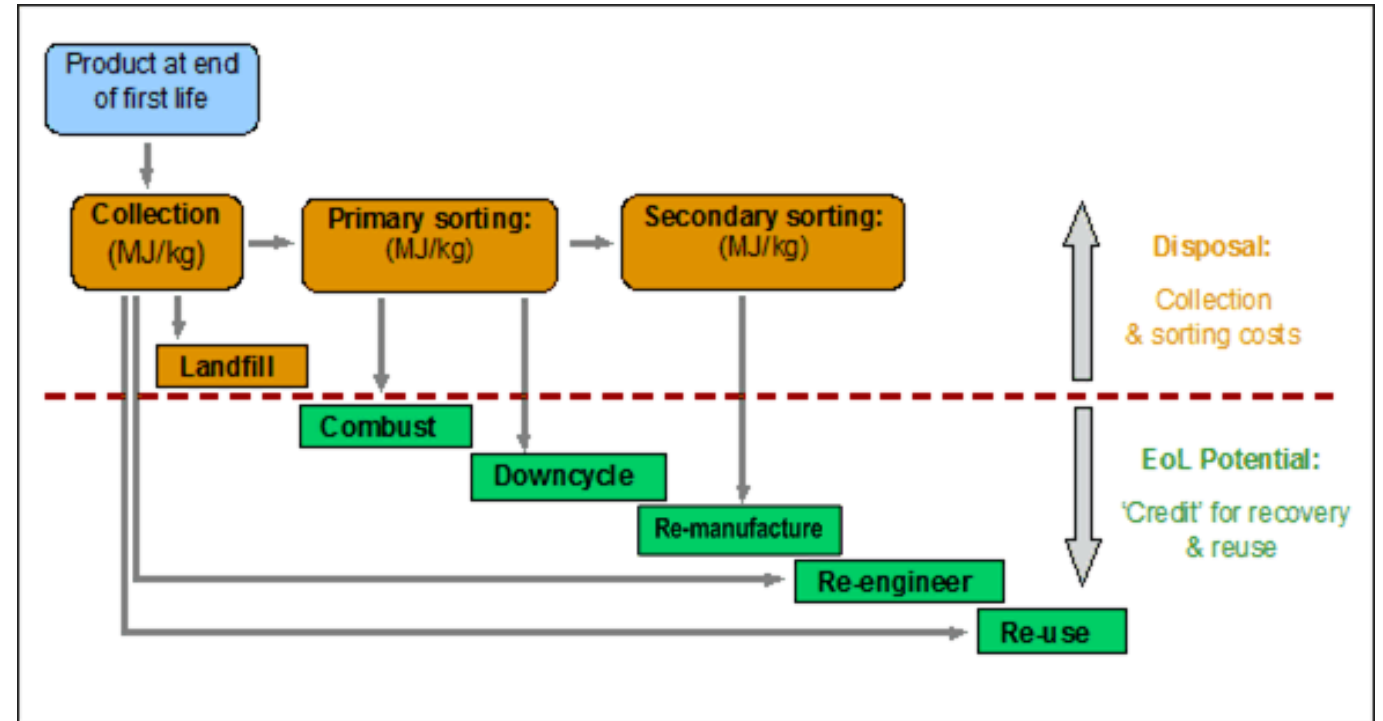 Product at end
of first life
Collection
(MJ/kg)
Primary sorting:
(MJ/kg)
Secondary sorting:
(MJ/kg)
Disposal:
Collection
& sorting costs
Landfill
Combust
Downcycle
Re-manufacture
Re-engineer
Re-use
EoL Potential:
'Credit' for recovery
& reuse